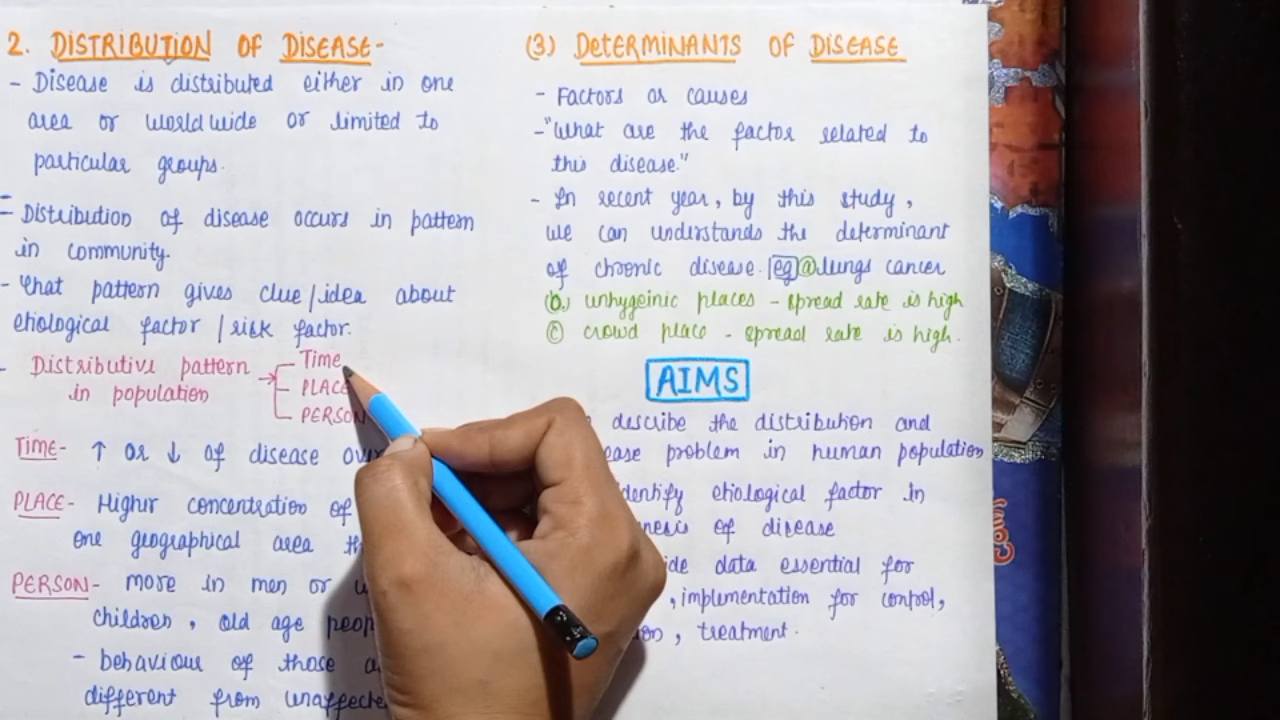 2. DISTRIBUTION OF DISEASE-
- Disease is distributed either in one
area or world wide or limited to
particular groups.
- Distribution of disease occurs in pattern
in community.
- That pattern gives clue/idea about
etiological factor / risk factor.
- Distributive pattern
in population
Time
PLACE
PERSON
TIME- ↑ or ↓ of disease
PLACE- Higher concentration of
one geographical area
PERSON- more in men or
children, old age
- behaviour of those
different from
(3) DETERMINANTS OF DISEASE
- Factors or causes
-"What are the factor related to
this disease."
- In recent year, by this study,
we can understands the determinant
of chronic disease. eg @ lungs cancer
(b.) unhygeinic places - spread rate is high
(c) crowd place - spread rate is high.
AIMS
describe the distribution and
problem in human population
identify etiological factor in
of disease
data essential for
, implementation for control,
, treatment.